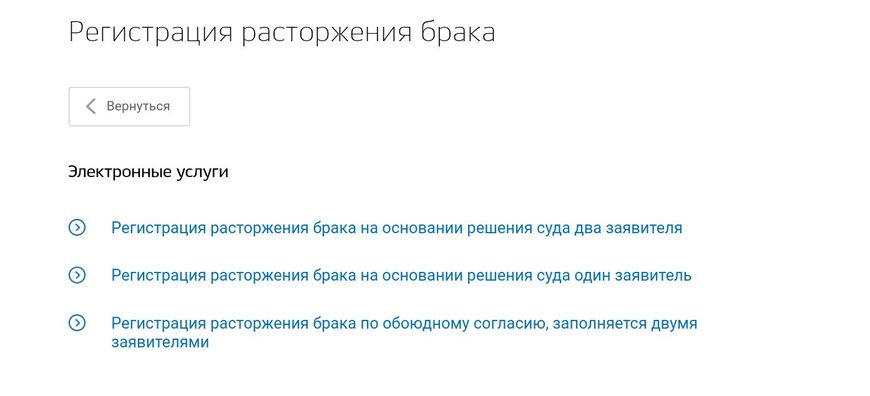 Регистрация расторжения брака
Вернуться
Электронные услуги
Регистрация расторжения брака на основании решения суда два заявителя
Регистрация расторжения брака на основании решения суда один заявитель
Регистрация расторжения брака по обоюдному согласию, заполняется двумя
заявителями